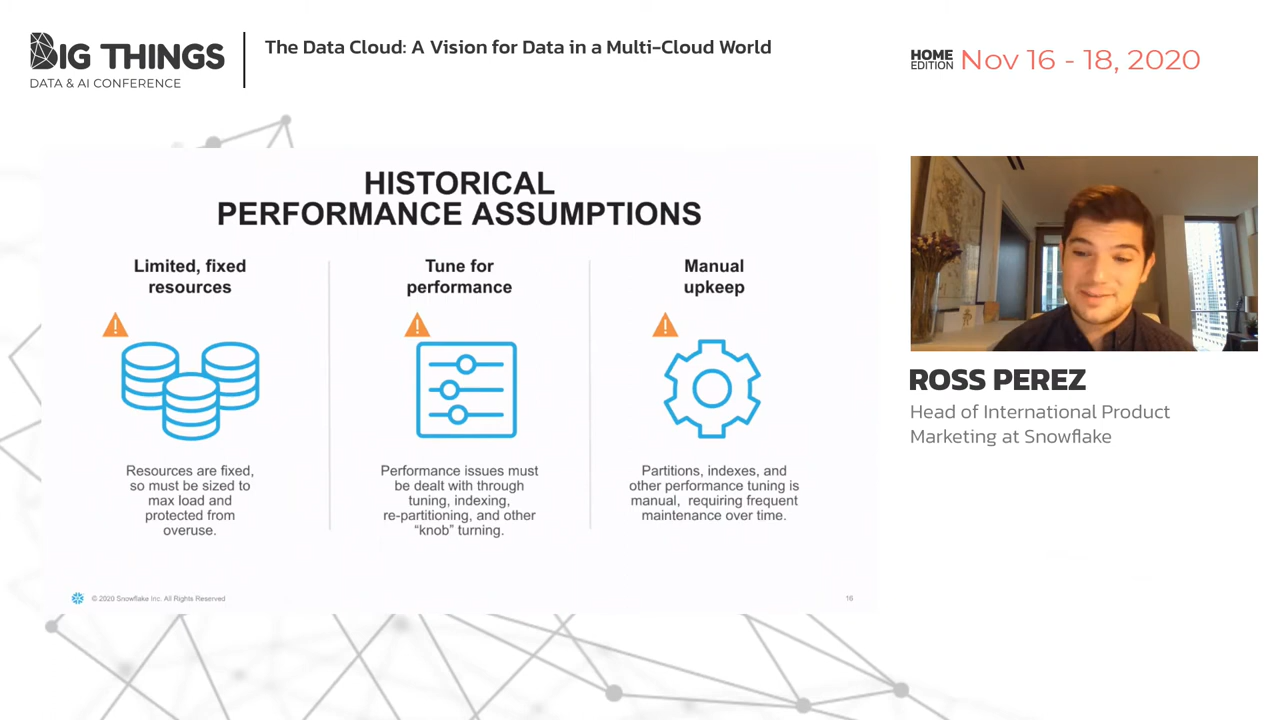 BIG THINGS
DATA & AI CONFERENCE
The Data Cloud: A Vision for Data in a Multi-Cloud World
HOME
EDITION
Nov 16 - 18, 2020
HISTORICAL
PERFORMANCE ASSUMPTIONS
Limited, fixed
resources
Resources are fixed,
so must be sized to
max load and
protected from
overuse.
Tune for
performance
Performance issues must
be dealt with through
tuning, indexing,
re-partitioning, and other
“knob” turning.
Manual
upkeep
Partitions, indexes, and
other performance tuning is
manual,  requiring frequent
maintenance over time.
© 2020 Snowflake Inc. All Rights Reserved
16
ROSS PEREZ
Head of International Product
Marketing at Snowflake